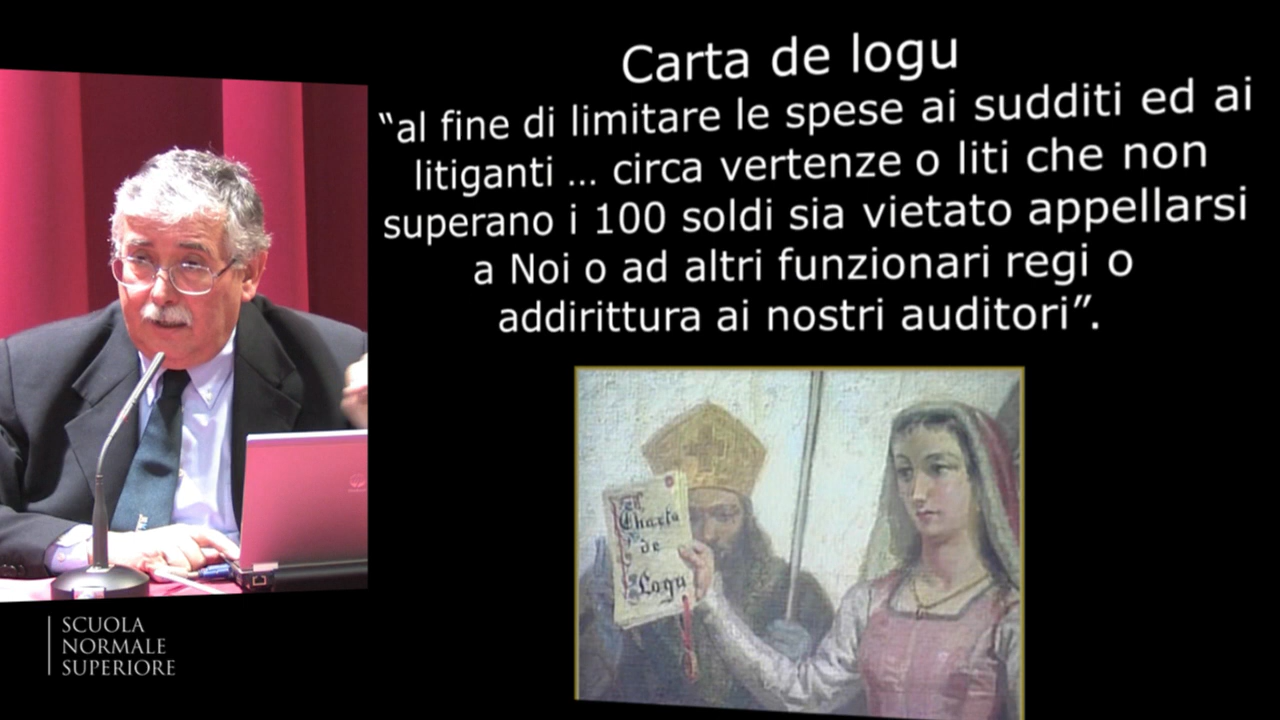 Carta de logu
“al fine di limitare le spese ai sudditi ed ai
litiganti ... circa vertenze o liti che non
superano i 100 soldi sia vietato appellarsi
a Noi o ad altri funzionari regi o
addirittura ai nostri auditori”.
Charta
de
Logu
SCUOLA
NORMALE
SUPERIORE